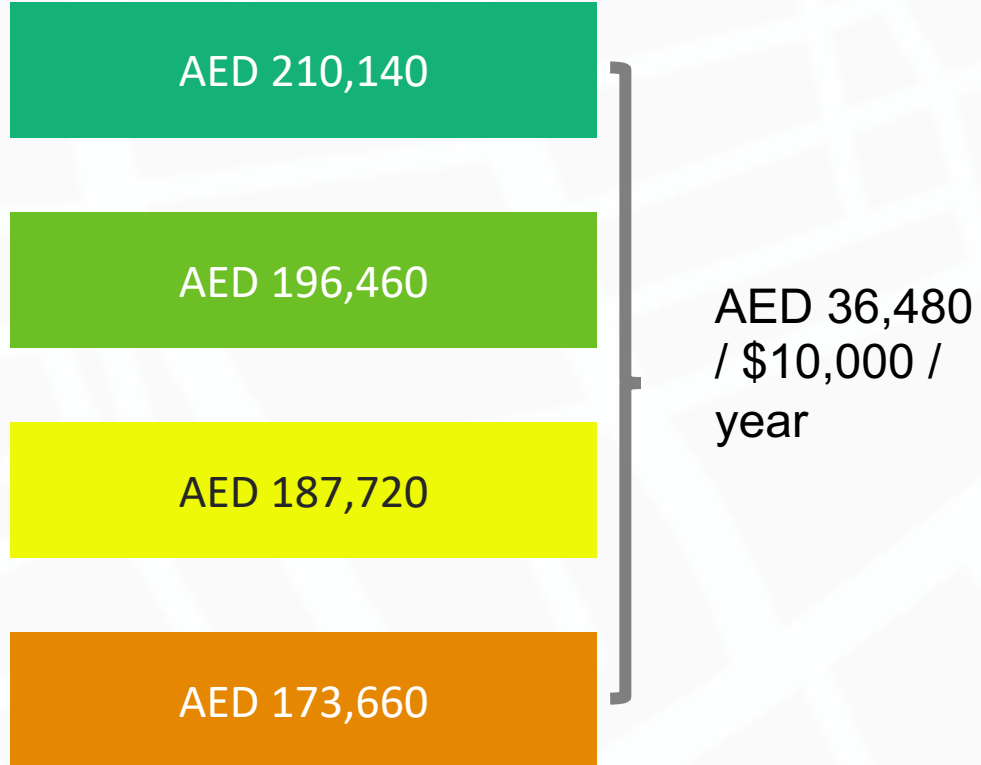 AED 210,140
AED 196,460
AED 187,720
AED 173,660
AED 36,480
/ $10,000 /
year